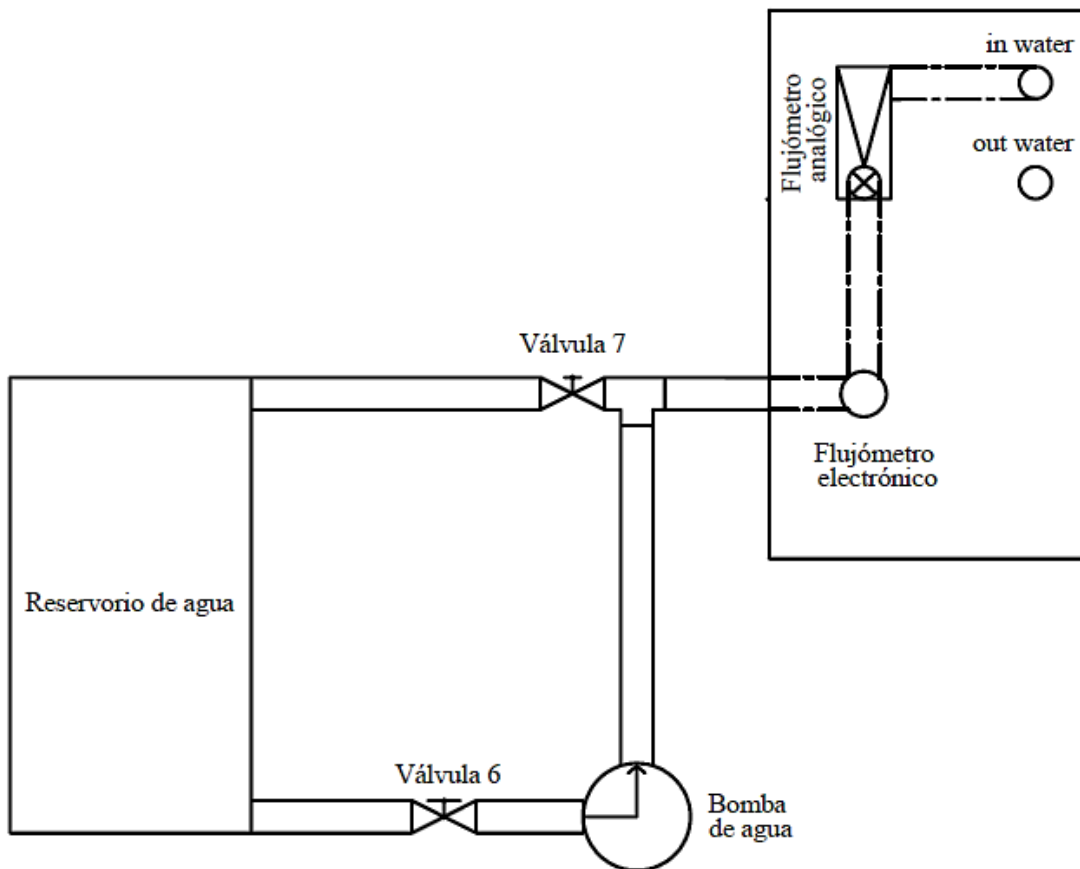 in water
Flujómetro
analógico
out water
Válvula 7
Flujómetro
electrónico
Reservorio de agua
Válvula 6
Bomba
de agua